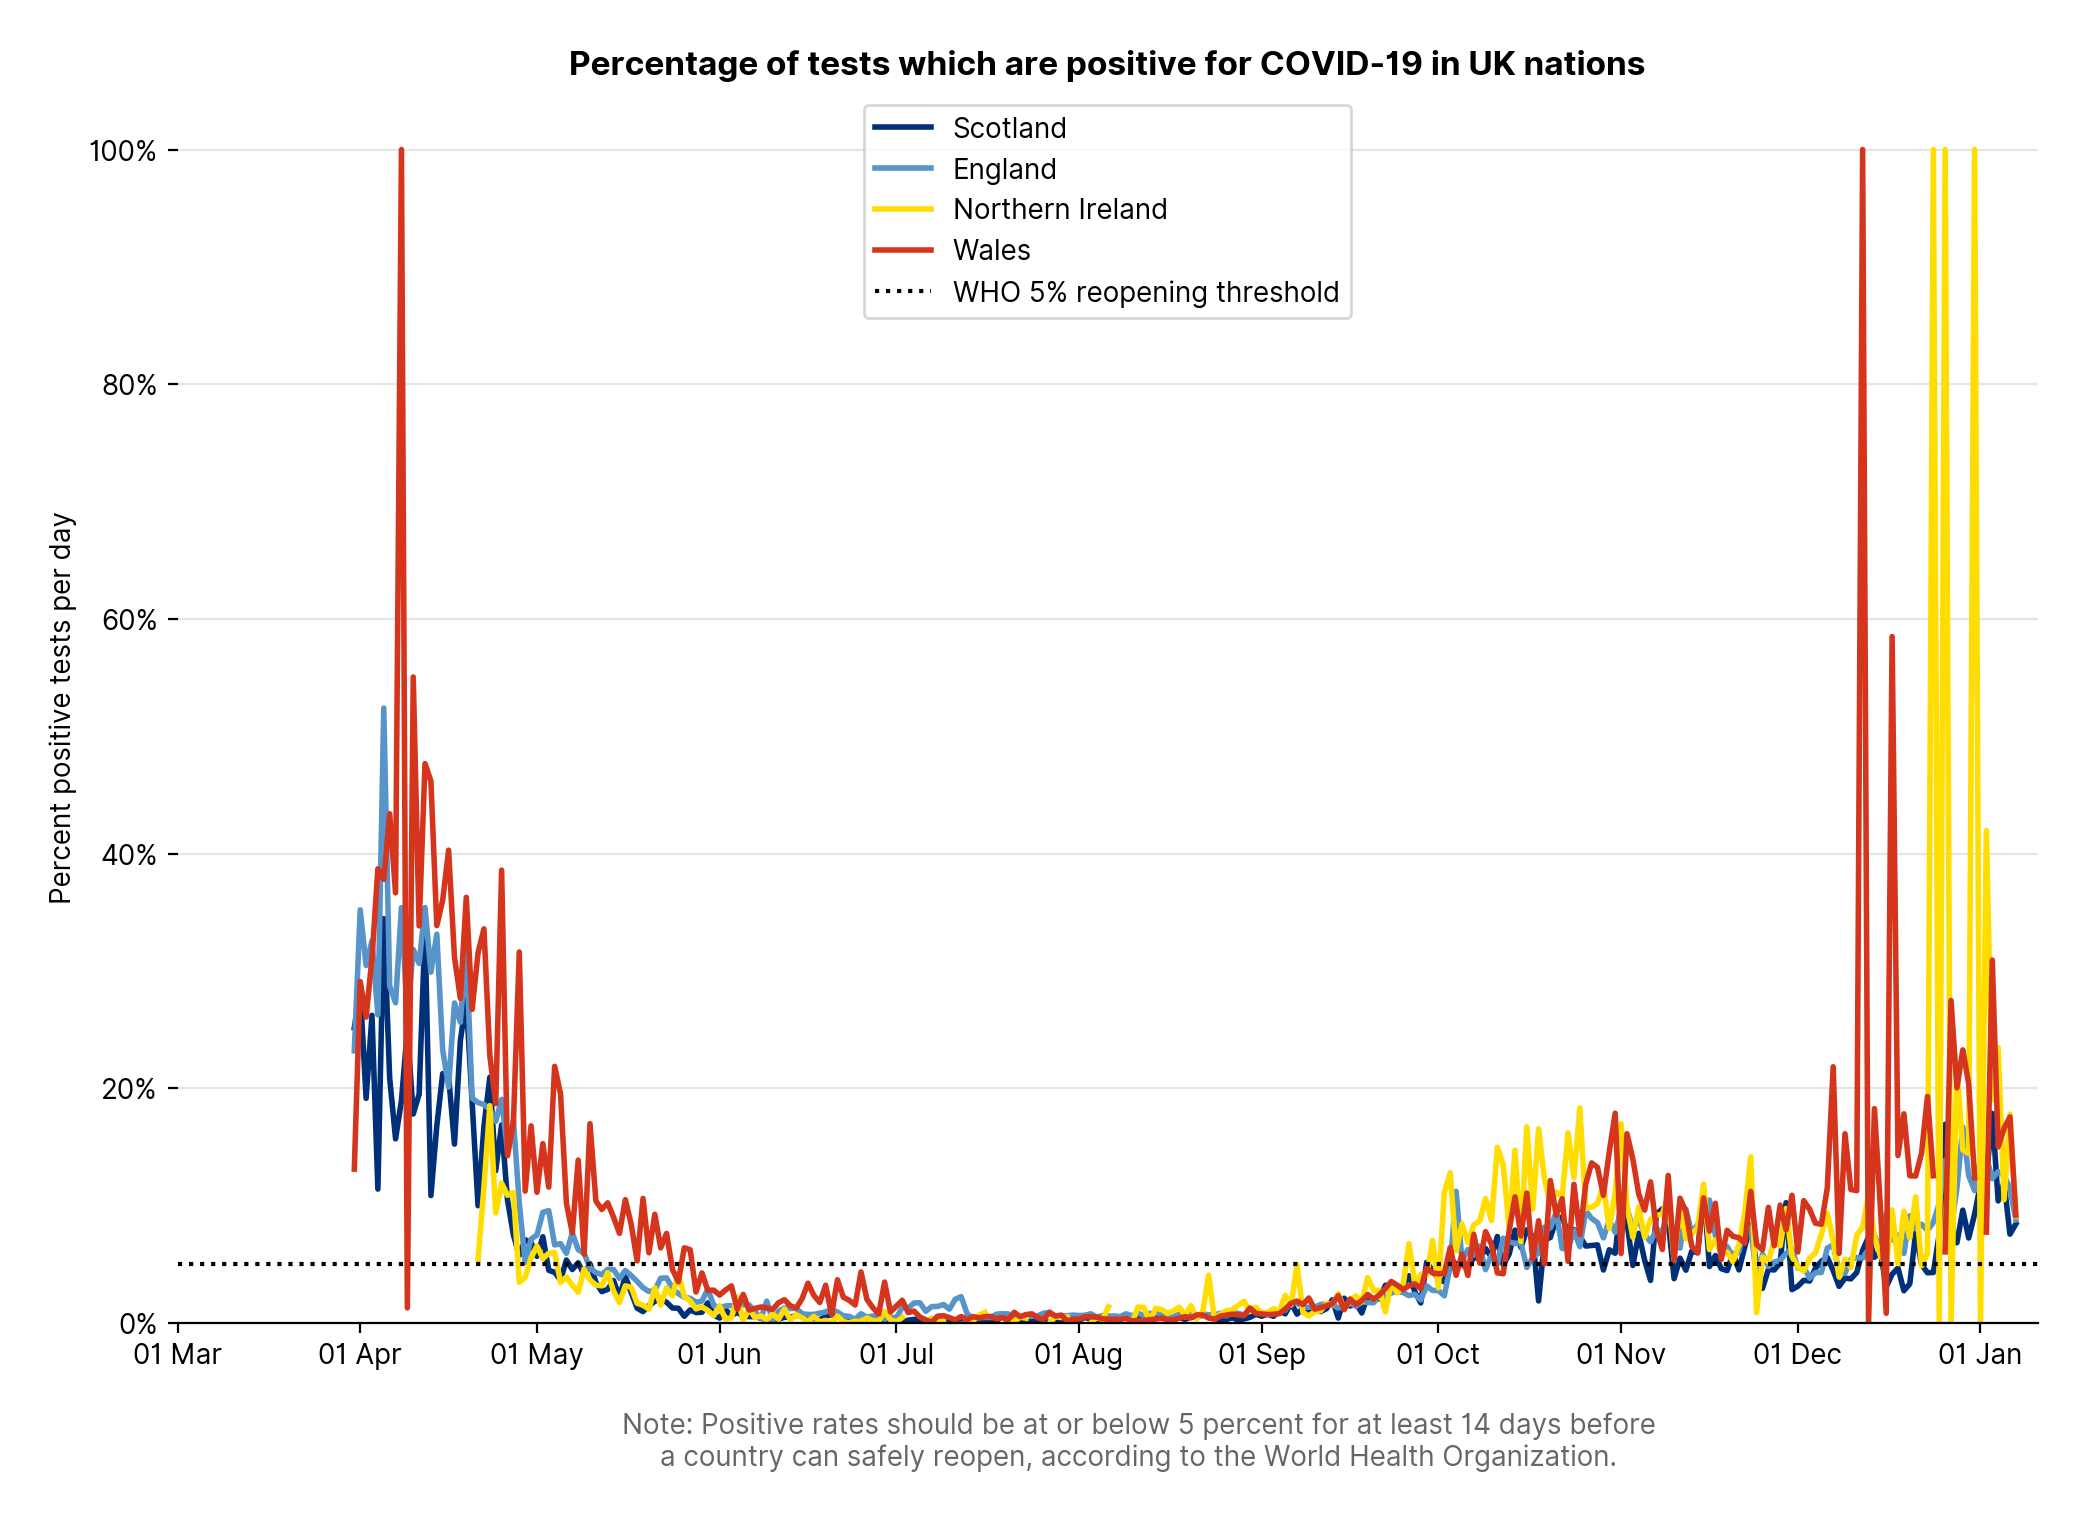 Percentage of tests which are positive for COVID-19 in UK nations
Scotland
England
Northern Ireland
Wales
WHO 5% reopening threshold
Percent positive tests per day
100%
80%
60%
40%
20%
0%
01 Mar
01 Apr
01 May
01 Jun
01 Jul
01 Aug
01 Sep
01 Oct
01 Nov
01 Dec
01 Jan
Note: Positive rates should be at or below 5 percent for at least 14 days before
a country can safely reopen, according to the World Health Organization.